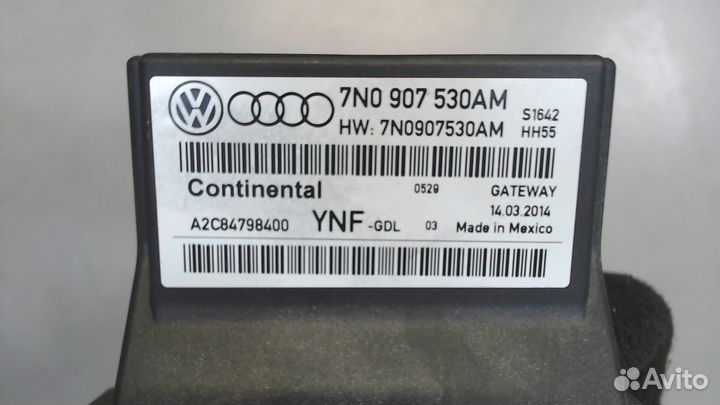 7N0 907 530AM
HW: 7N0907530AM
S1642
HH55
Continental
0529
GATEWAY
14.03.2014
A2C84798400
YNF -GDL
03
Made in Mexico
Avito